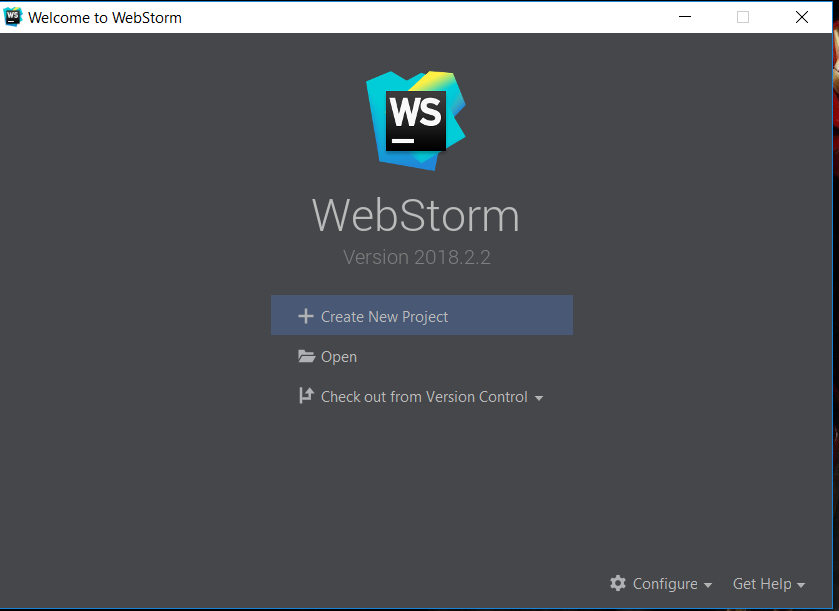 WS Welcome to WebStorm
WS
WebStorm
Version 2018.2.2
Create New Project
Open
Check out from Version Control
Configure Get Help